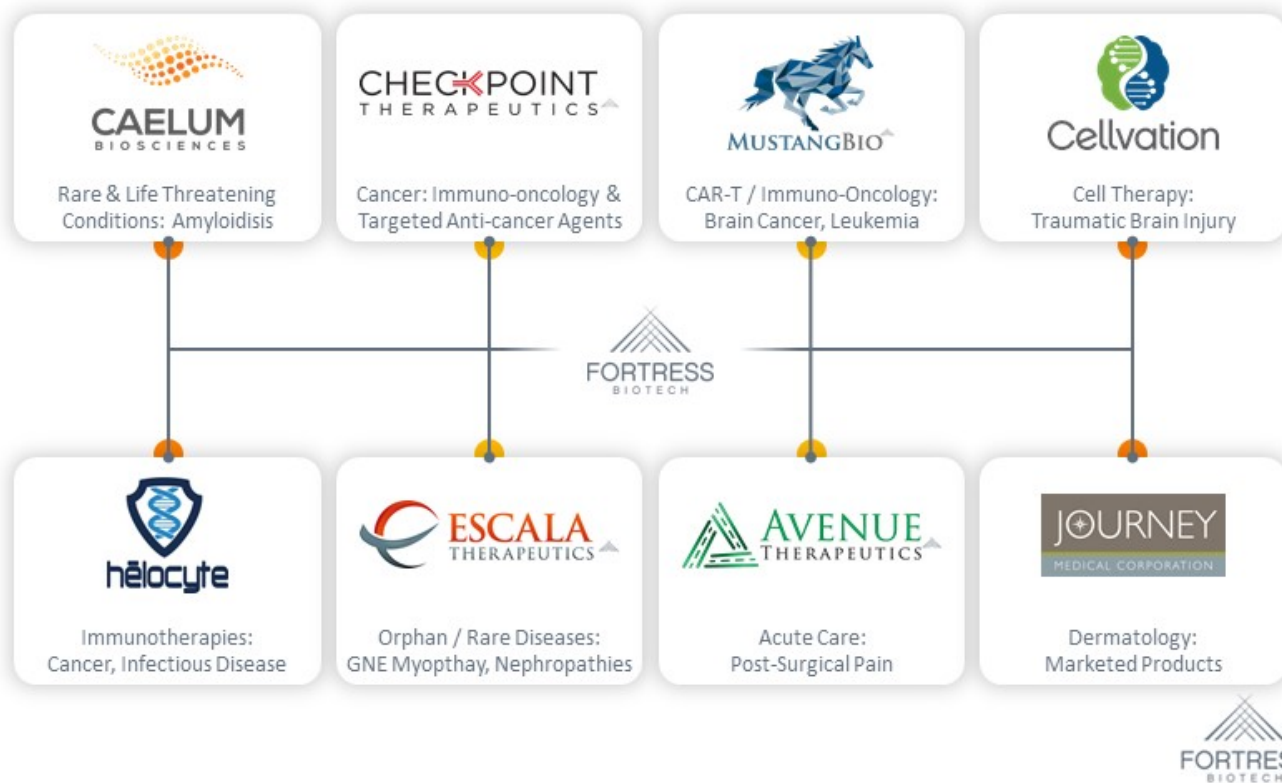 CAELUM
BIOSCIENCES
Rare & Life Threatening
Conditions: Amyloidisis
CHECKPOINT
THERAPEUTICS
Cancer: Immuno-oncology &
Targeted Anti-cancer Agents
MUSTANGBIO
CAR-T / Immuno-Oncology:
Brain Cancer, Leukemia
Cellvation
Cell Therapy:
Traumatic Brain Injury
FORTRESS
BIOTECH
hēlocyte
Immunotherapies:
Cancer, Infectious Disease
ESCALA
THERAPEUTICS
Orphan / Rare Diseases:
GNE Myopthay, Nephropathies
AVENUE
THERAPEUTICS
Acute Care:
Post-Surgical Pain
JOURNEY
MEDICAL CORPORATION
Dermatology:
Marketed Products
FORTRES
BIOTECH